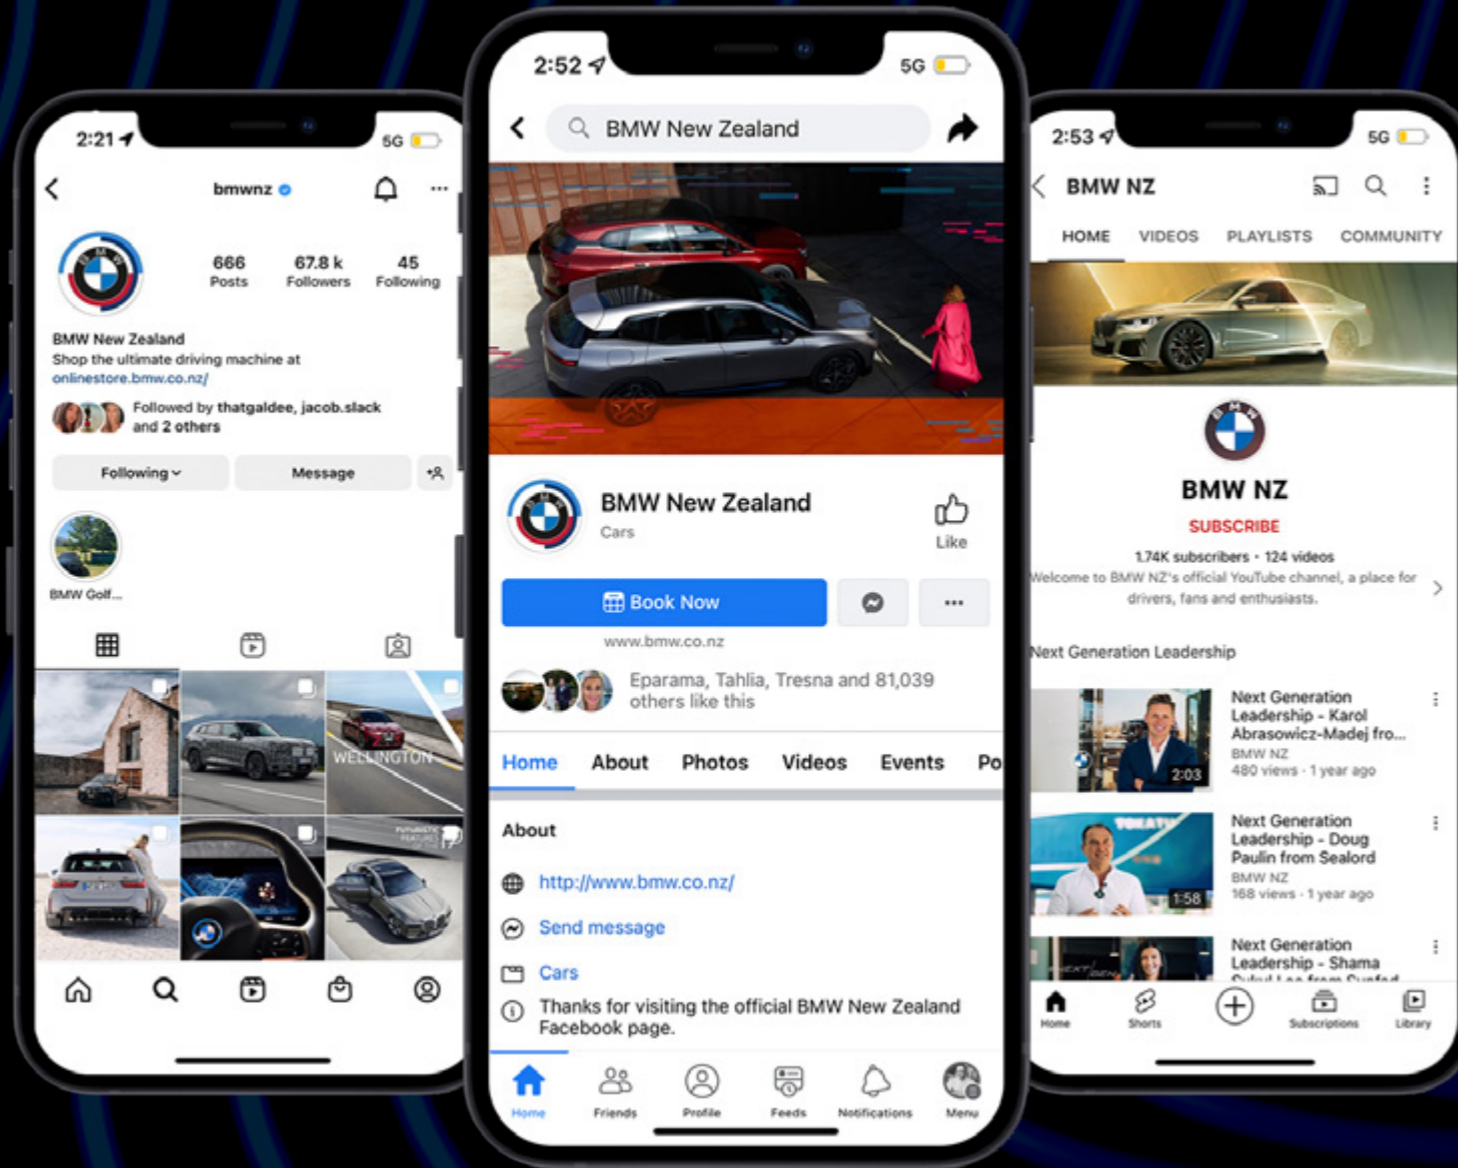 2:21
5G
bmwnz
666
67.8 k
45
Posts
Followers
Following
BMW New Zealand
Shop the ultimate driving machine at
onlinestore.bmw.co.nz/
Followed by thatgaldee, jacob.slack
and 2 others
Following
Message
BMW Golf...
WELLINGTON
FUTURISTIC
FEATURES
2:52
5G
BMW New Zealand
BMW New Zealand
Cars
Like
Book Now
www.bmw.co.nz
Eparama, Tahlia, Tresna and 81,039
others like this
Home
About
Photos
Videos
Events
Po
About
http://www.bmw.co.nz/
Send message
Cars
Thanks for visiting the official BMW New Zealand
Facebook page.
Home
Friends
Profile
Feeds
Notifications
Menu
2:53
5G
BMW NZ
HOME
VIDEOS
PLAYLISTS
COMMUNITY
BMW
BMW NZ
SUBSCRIBE
1.74K subscribers · 124 videos
Welcome to BMW NZ's official YouTube channel, a place for
drivers, fans and enthusiasts.
Next Generation Leadership
2:03
Next Generation
Leadership - Karol
Abrasowicz-Madej fro...
BMW NZ
480 views · 1 year ago
1:58
Next Generation
Leadership - Doug
Paulin from Sealord
BMW NZ
168 views · 1 year ago
NEXT GEN
Next Generation
Leadership - Shama
Home
Shorts
Subscriptions
Library